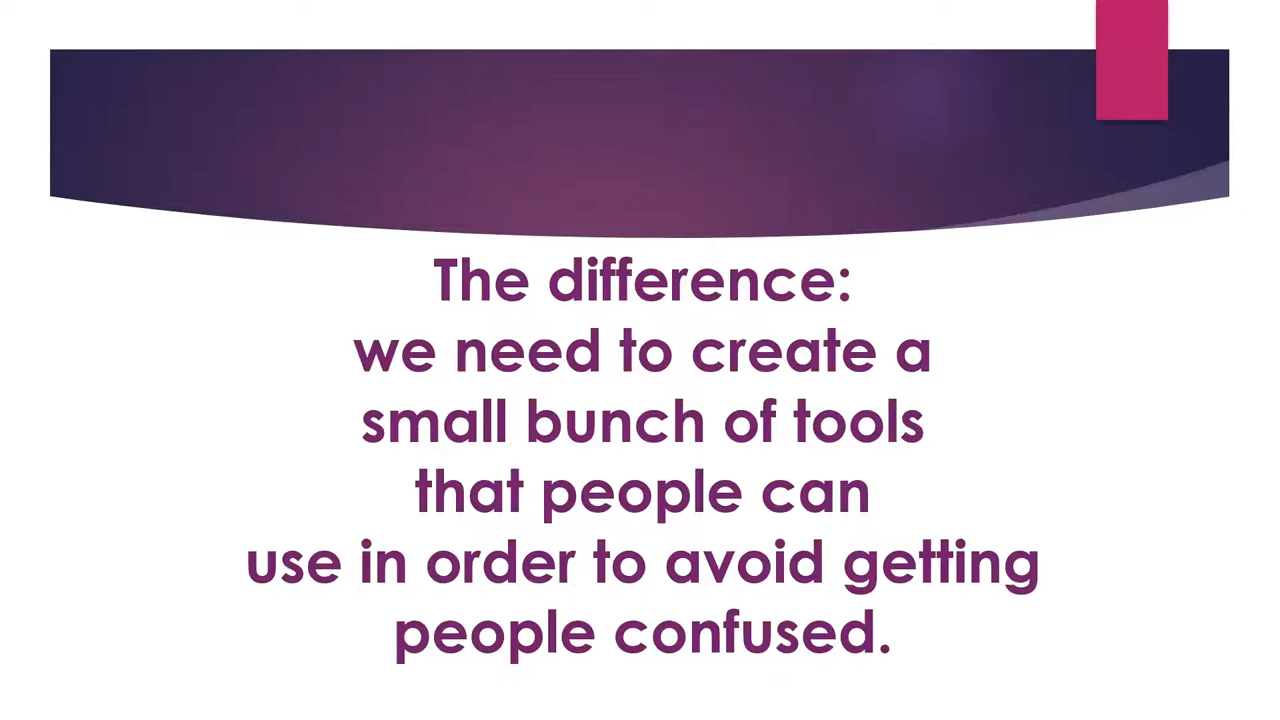 The difference:
we need to create a
small bunch of tools
that people can
use in order to avoid getting
people confused.